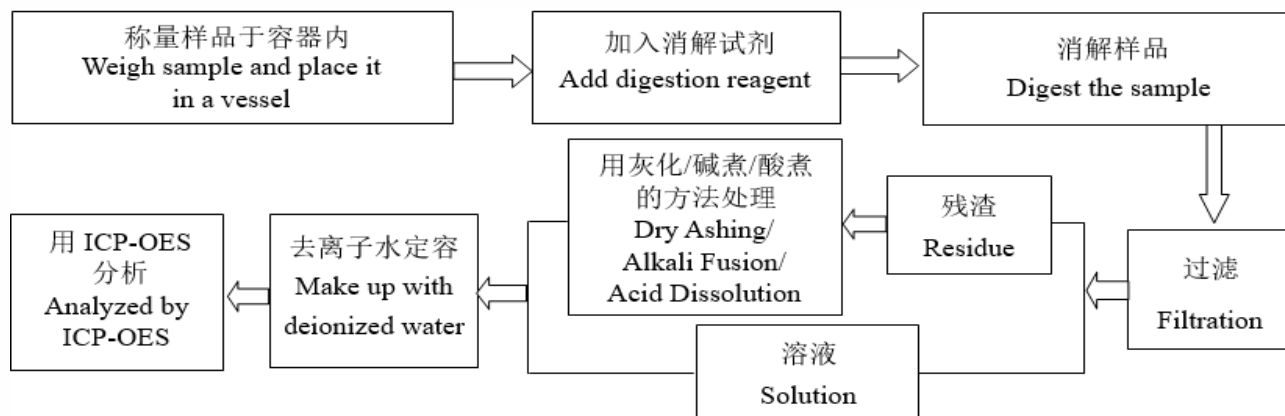 称量样品于容器内
Weigh sample and place it
in a vessel
加入消解试剂
Add digestion reagent
消解样品
Digest the sample
过滤
Filtration
残渣
Residue
用灰化/碱煮/酸煮
的方法处理
Dry Ashing/
Alkali Fusion/
Acid Dissolution
溶液
Solution
去离子水定容
Make up with
deionized water
用 ICP-OES
分析
Analyzed by
ICP-OES